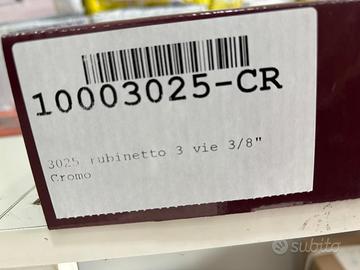 10003025-CR
3025 rubinetto 3 vie 3/8"
Cromo
subito